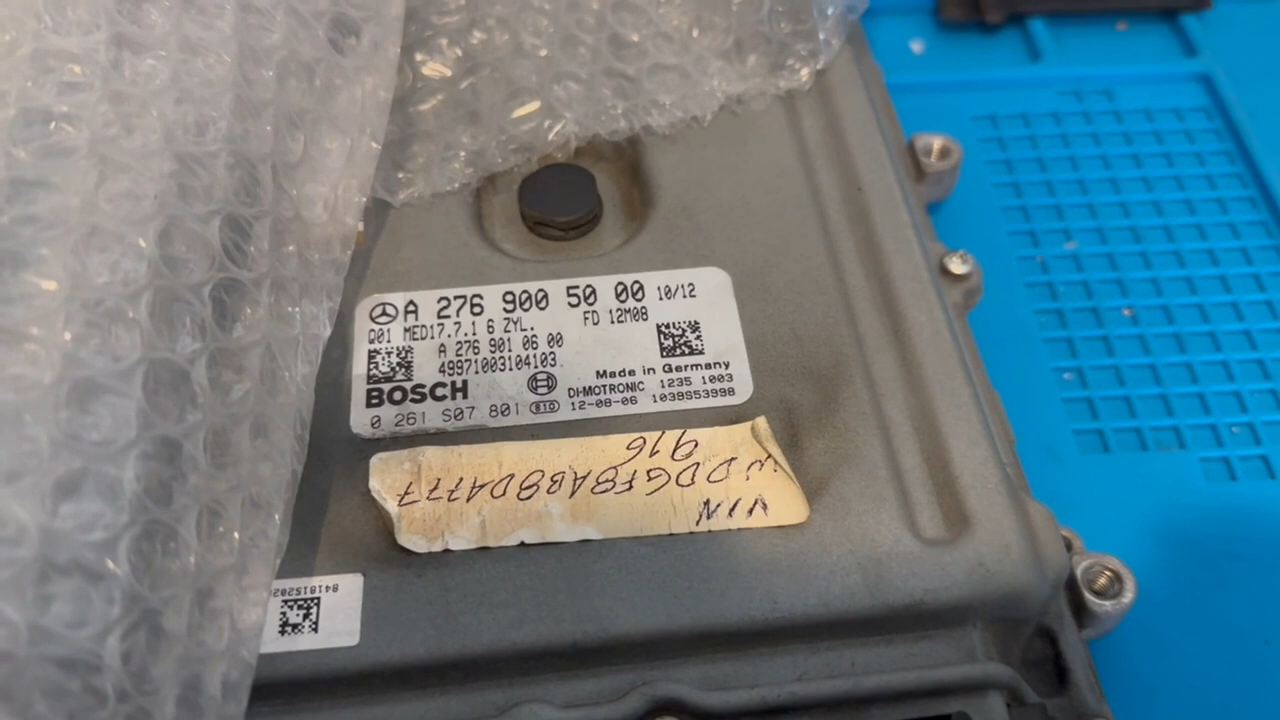 A 276 900 50 00 10/12
Q01 MED17.7.1 6 ZYL. FD 12M08
A 276 901 06 00
49971003104103
Made in Germany
BOSCH DI-MOTRONIC 1235 1003
0 261 S07 801 810 12-08-06 1039S53998
VIN
WDDGF8AB8DA777
916